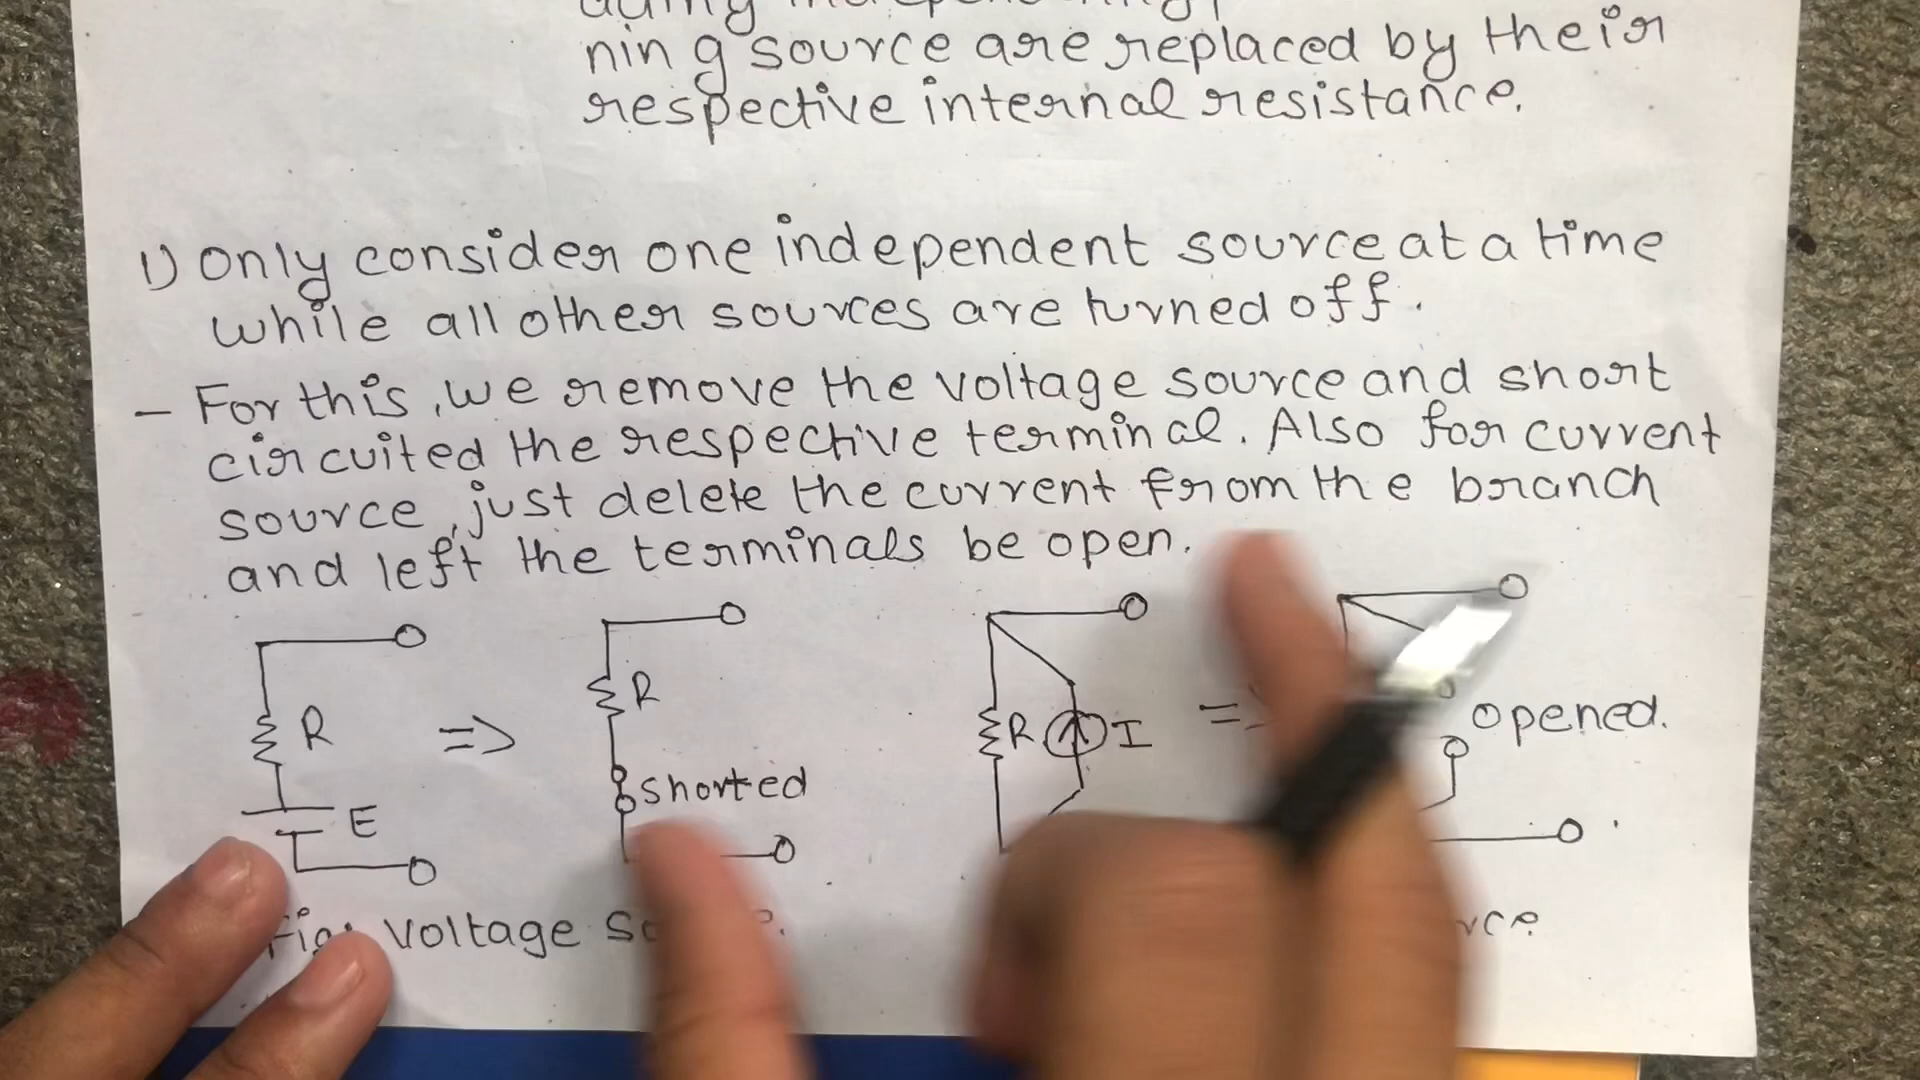 ning source are replaced by their
respective internal resistance.
1) Only consider one independent source at a time
while all other sources are turned off.
- For this, we remove the voltage source and short
circuited the respective terminal. Also for current
source, just delete the current from the branch
and left the terminals be open.
R
E
=>
R
shorted
R
I
=>
opened.
Fig: Voltage